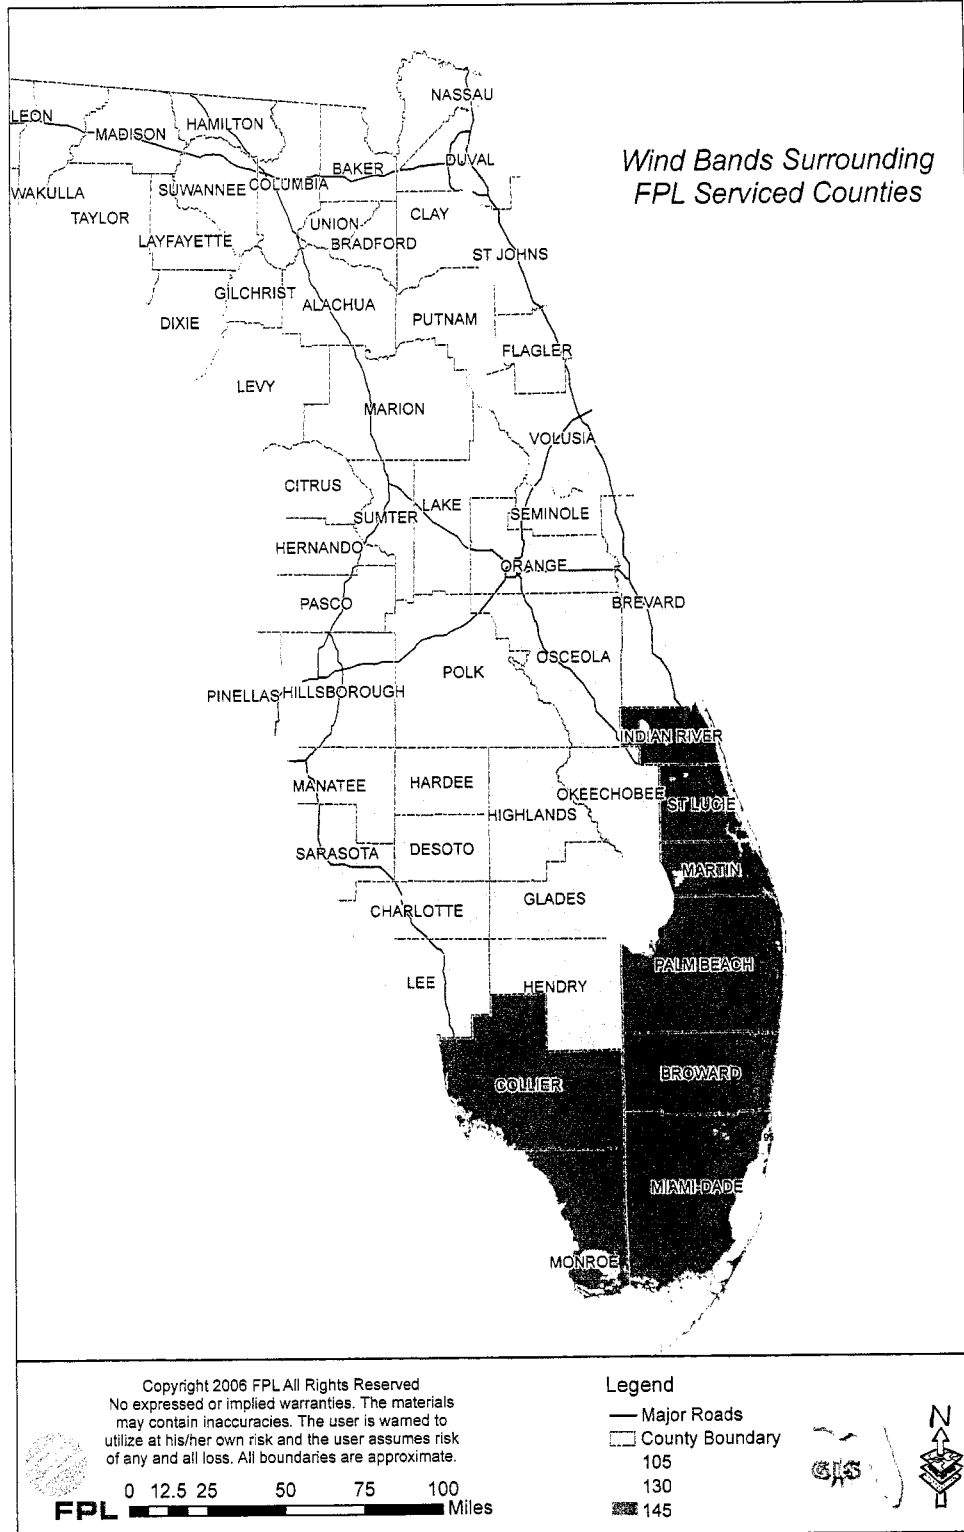 Wind Bands Surrounding
FPL Serviced Counties
NASSAU
LEON
HAMILTON
MADISON
DUVAL
BAKER
WAKULLA
SUWANNEE
COLUMBIA
TAYLOR
UNION
CLAY
LAYFAYETTE
BRADFORD
ST JOHNS
GILCHRIST
ALACHUA
DIXIE
PUTNAM
FLAGLER
LEVY
MARION
VOLUSIA
CITRUS
LAKE
SUMTER
SEMINOLE
HERNANDO
ORANGE
PASCO
BREVARD
OSCEOLA
POLK
PINELLAS
HILLSBOROUGH
INDIAN RIVER
MANATEE
HARDEE
OKEECHOBEE
ST LUCIE
HIGHLANDS
SARASOTA
DESOTO
MARTIN
GLADES
CHARLOTTE
PALM BEACH
LEE
HENDRY
COLLIER
BROWARD
MIAMI-DADE
MONROE
Copyright 2006 FPL All Rights Reserved
No expressed or implied warranties. The materials
may contain inaccuracies. The user is warned to
utilize at his/her own risk and the user assumes risk
of any and all loss. All boundaries are approximate.
FPL
0 12.5 25 50 75 100
Miles
Legend
Major Roads
County Boundary
105
130
145
GIS
N